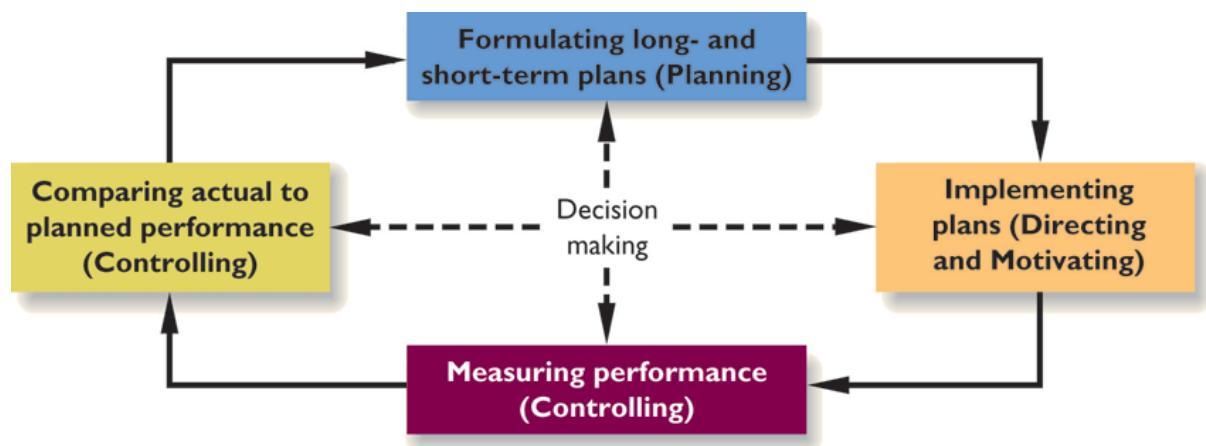 Formulating long- and
short-term plans (Planning)
Comparing actual to
planned performance
(Controlling)
Decision
making
Implementing
plans (Directing
and Motivating)
Measuring performance
(Controlling)